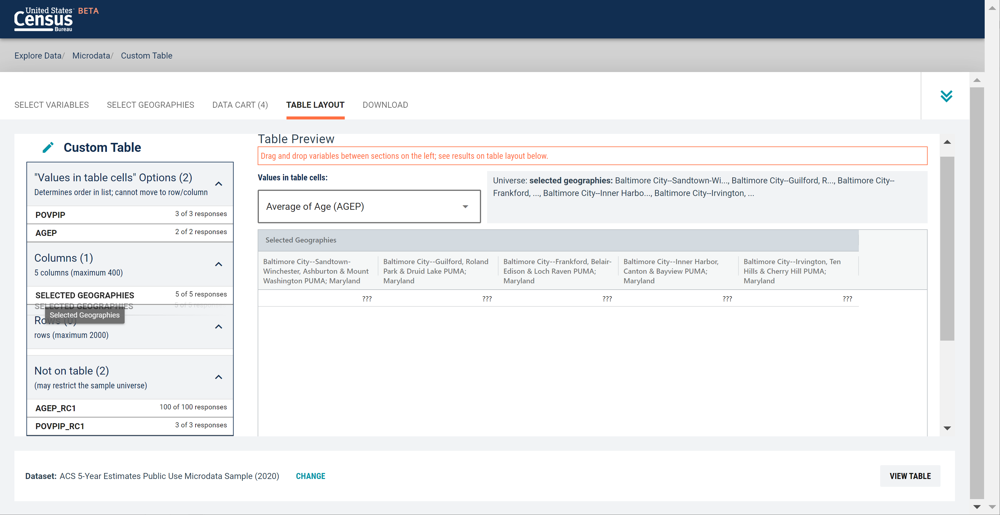 United States™ BETA
Census
Bureau
Explore Data/ Microdata/ Custom Table
SELECT VARIABLES SELECT GEOGRAPHIES DATA CART (4) TABLE LAYOUT DOWNLOAD
Custom Table
"Values in table cells" Options (2)
Determines order in list; cannot move to row/column
POVPIP 3 of 3 responses
AGEP 2 of 2 responses
Columns (1)
5 columns (maximum 400)
SELECTED GEOGRAPHIES 5 of 5 responses
SELECTED GEOGRAPHIES 5 of 5 responses
Selected Geographies
Rows (0)
rows (maximum 2000)
Not on table (2)
(may restrict the sample universe)
AGEP_RC1 100 of 100 responses
POVPIP_RC1 3 of 3 responses
Table Preview
Drag and drop variables between sections on the left; see results on table layout below.
Values in table cells:
Average of Age (AGEP)
Universe: selected geographies: Baltimore City--Sandtown-Wi..., Baltimore City--Guilford, R..., Baltimore City--
Frankford, ..., Baltimore City--Inner Harbo..., Baltimore City--Irvington, ...
Selected Geographies
Baltimore City--Sandtown-
Winchester, Ashburton & Mount
Washington PUMA; Maryland
Baltimore City--Guilford, Roland
Park & Druid Lake PUMA;
Maryland
Baltimore City--Frankford, Belair-
Edison & Loch Raven PUMA;
Maryland
Baltimore City--Inner Harbor,
Canton & Bayview PUMA;
Maryland
Baltimore City--Irvington, Ten
Hills & Cherry Hill PUMA;
Maryland
??? ??? ??? ??? ???
Dataset: ACS 5-Year Estimates Public Use Microdata Sample (2020) CHANGE
VIEW TABLE